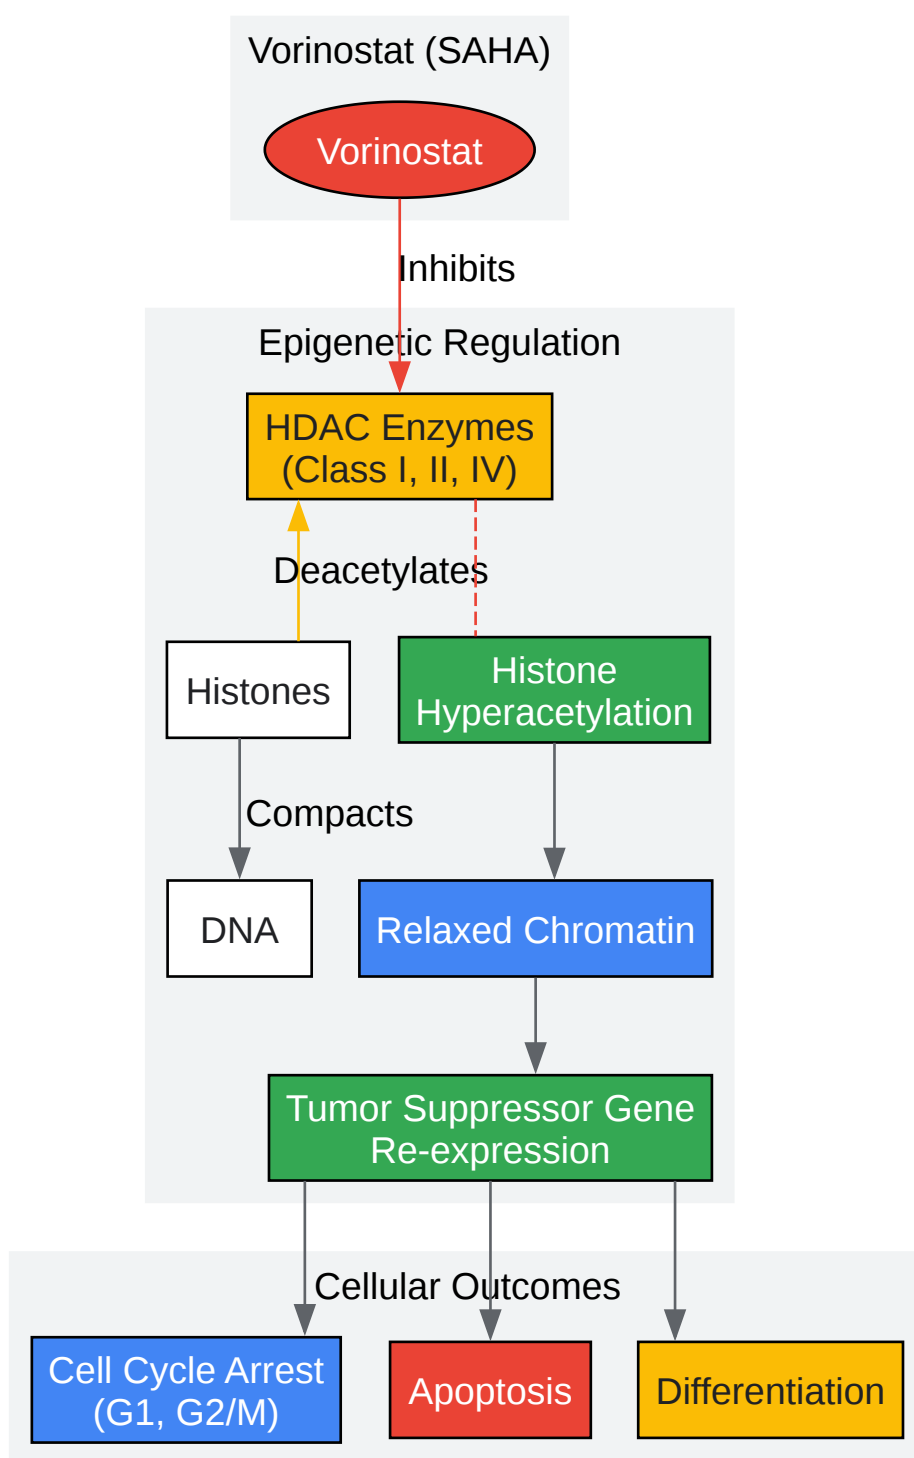 Vorinostat (SAHA)
Vorinostat
Inhibits
Epigenetic Regulation
HDAC Enzymes
(Class I, II, IV)
Deacetylates
Histones
Histone
Hyperacetylation
Compacts
DNA
Relaxed Chromatin
Tumor Suppressor Gene
Re-expression
Cellular Outcomes
Cell Cycle Arrest
(G1, G2/M)
Apoptosis
Differentiation